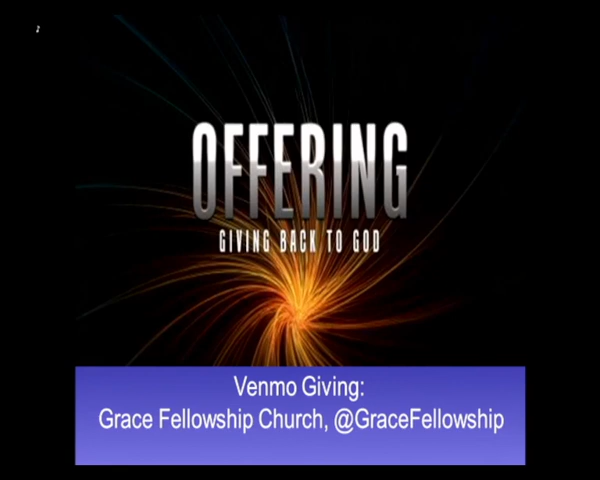 OFFERING
GIVING BACK TO GOD
Venmo Giving:
Grace Fellowship Church, @GraceFellowship